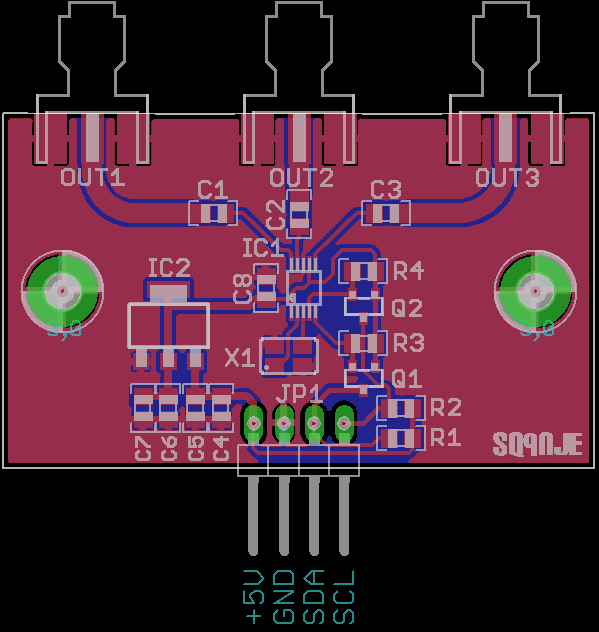 OUT1
OUT2
OUT3
C1
C2
C3
IC1
IC2
C8
R4
Q2
3,0
3,0
X1
R3
Q1
JP1
R2
R1
C7
C6
C5
C4
SQ9NJE
+5V
GND
SDA
SCL